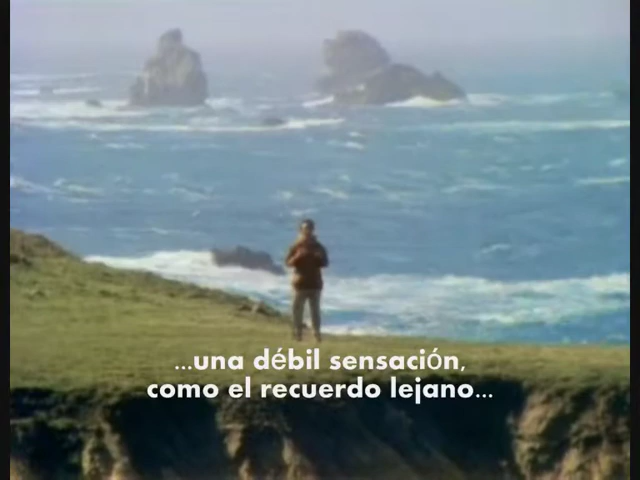 ...una débil sensación,
como el recuerdo lejano...